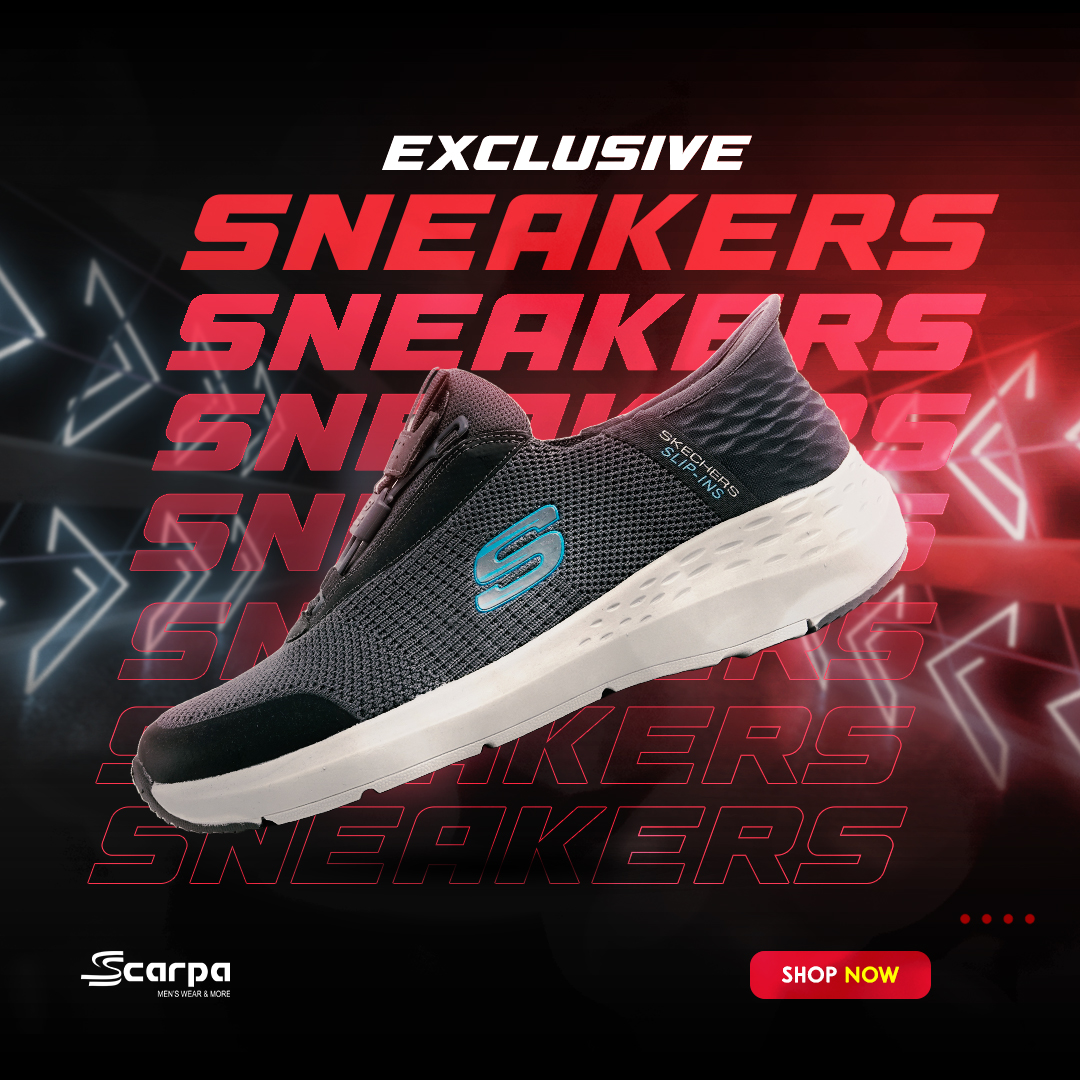 EXCLUSIVE
SNEAKERS
SNEAKERS
SNEAKERS
SNEAKERS
SNEAKERS
SNEAKERS
SNEAKERS
SKECHERS
SLIP-INS
S
Scarpa
MEN'S WEAR & MORE
SHOP NOW